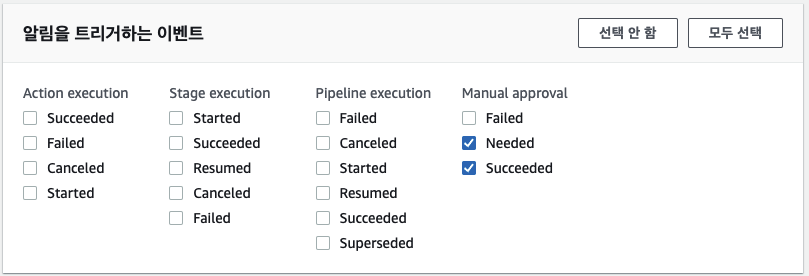 알림을 트리거하는 이벤트
선택 안 함
모두 선택
Action execution
Succeeded
Failed
Canceled
Started
Stage execution
Started
Succeeded
Resumed
Canceled
Failed
Pipeline execution
Failed
Canceled
Started
Resumed
Succeeded
Superseded
Manual approval
Failed
Needed
Succeeded